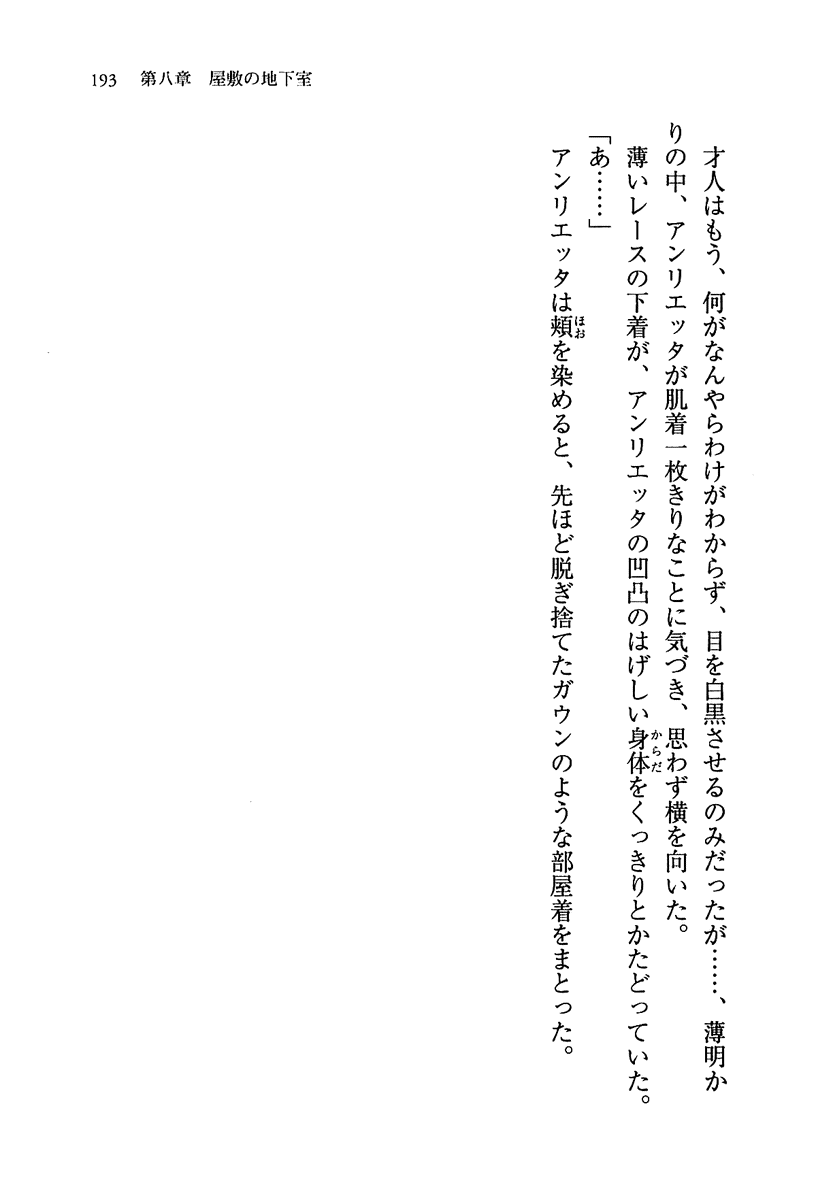 193　第八章　屋敷の地下室
　才人はもう、何がなんやらわけがわからず、目を白黒させるのみだったが……、薄明か
りの中、アンリエッタが肌着一枚きりなことに気づき、思わず横を向いた。
　薄いレースの下着が、アンリエッタの凹凸のはげしい身体をくっきりとかたどっていた。
からだ
「あ……」
　アンリエッタは頬を染めると、先ほど脱ぎ捨てたガウンのような部屋着をまとった。
ほお